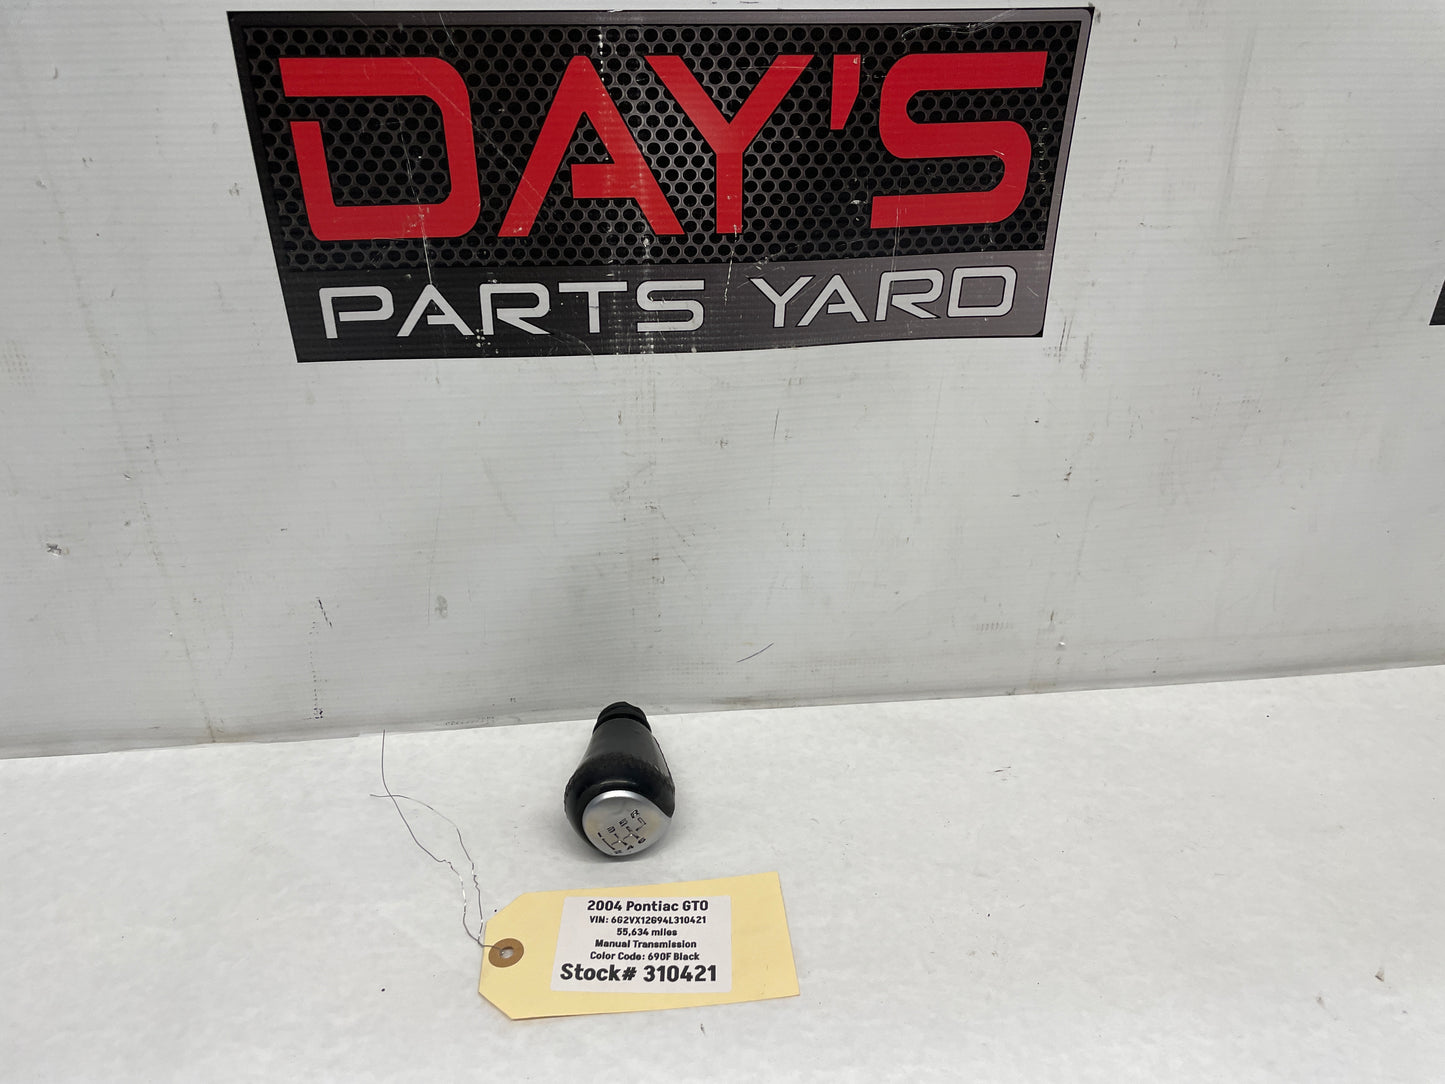 DAY'S
PARTS YARD
2004 Pontiac GTO
VIN: 6G2VX12G94L310421
55,634 miles
Manual Transmission
Color Code: 690F Black
Stock# 310421